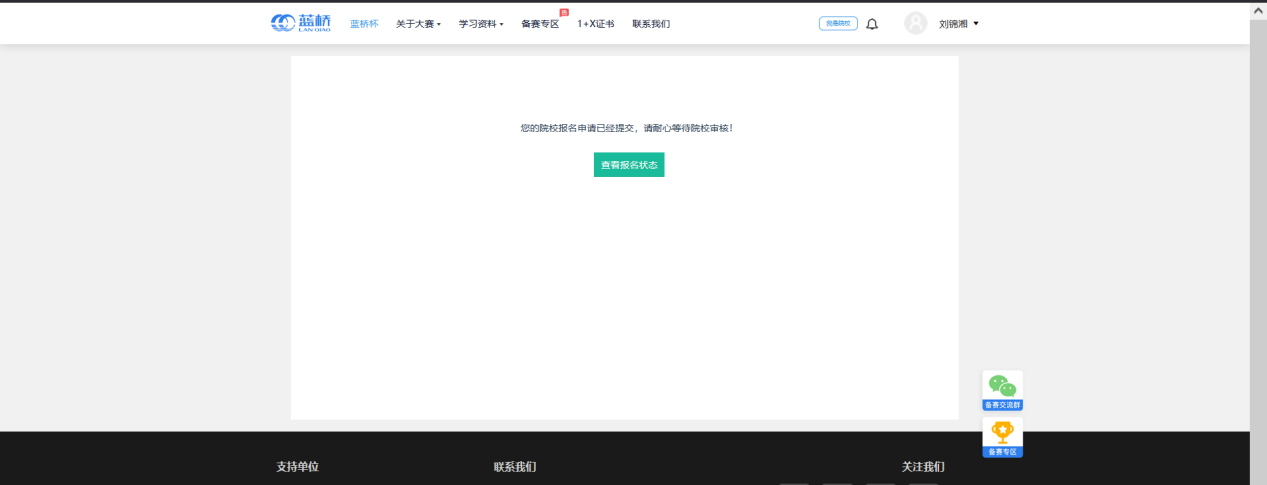 蓝桥
LAN QIAO
蓝桥杯
关于大赛
学习资料
备赛专区
热
1+X证书
联系我们
我是院校
刘锦湘
您的院校报名申请已经提交，请耐心等待院校审核！
查看报名状态
备赛交流群
备赛专区
支持单位
联系我们
关注我们